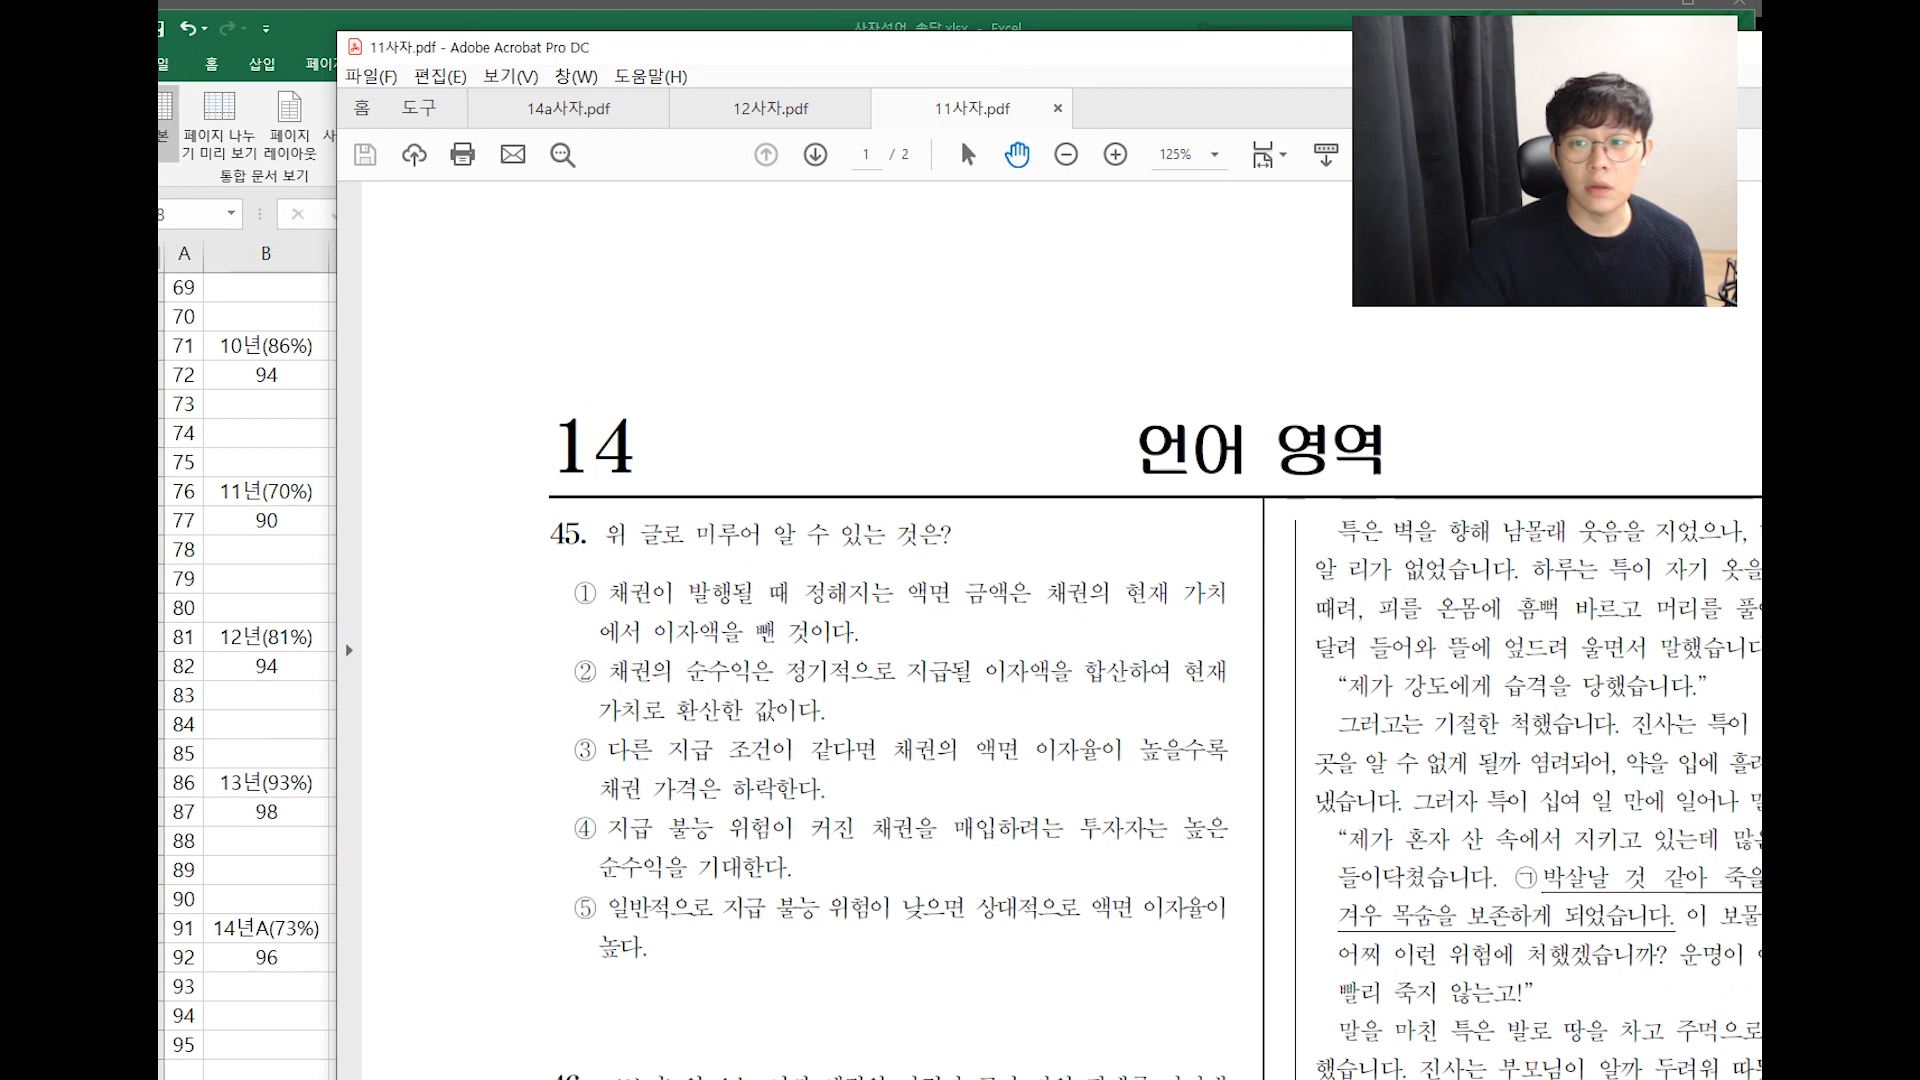 사자성어, 속담.xlsx - Excel
홈 삽입
11사자.pdf - Adobe Acrobat Pro DC
파일(F) 편집(E) 보기(V) 창(W) 도움말(H)
홈 도구 14a사자.pdf 12사자.pdf 11사자.pdf ×
1 / 2 125%
페이지 나누 페이지
기 미리 보기 레이아웃
통합 문서 보기
A B
69
70
71 10년(86%)
72 94
73
74
75
76 11년(70%)
77 90
78
79
80
81 12년(81%)
82 94
83
84
85
86 13년(93%)
87 98
88
89
90
91 14년A(73%)
92 96
93
94
95
14 언어 영역
45. 위 글로 미루어 알 수 있는 것은?
① 채권이 발행될 때 정해지는 액면 금액은 채권의 현재 가치
에서 이자액을 뺀 것이다.
② 채권의 순수익은 정기적으로 지급될 이자액을 합산하여 현재
가치로 환산한 값이다.
③ 다른 지급 조건이 같다면 채권의 액면 이자율이 높을수록
채권 가격은 하락한다.
④ 지급 불능 위험이 커진 채권을 매입하려는 투자자는 높은
순수익을 기대한다.
⑤ 일반적으로 지급 불능 위험이 낮으면 상대적으로 액면 이자율이
높다.
특은 벽을 향해 남몰래 웃음을 지었으나,
알 리가 없었습니다. 하루는 특이 자기 옷을
때려, 피를 온몸에 흠뻑 바르고 머리를
달려 들어와 뜰에 엎드려 울면서 말했습니다
“제가 강도에게 습격을 당했습니다.”
그러고는 기절한 척했습니다. 진사는 특이
곳을 알 수 없게 될까 염려되어, 약을 입에
냈습니다. 그러자 특이 십여 일 만에 일어나
“제가 혼자 산 속에서 지키고 있는데
들이닥쳤습니다. ㉠박살날 것 같아
겨우 목숨을 보존하게 되었습니다. 이
어찌 이런 위험에 처했겠습니까? 운명이
빨리 죽지 않는고!”
말을 마친 특은 발로 땅을 차고 주먹으로
했습니다. 진사는 부모님이 알까 두려워